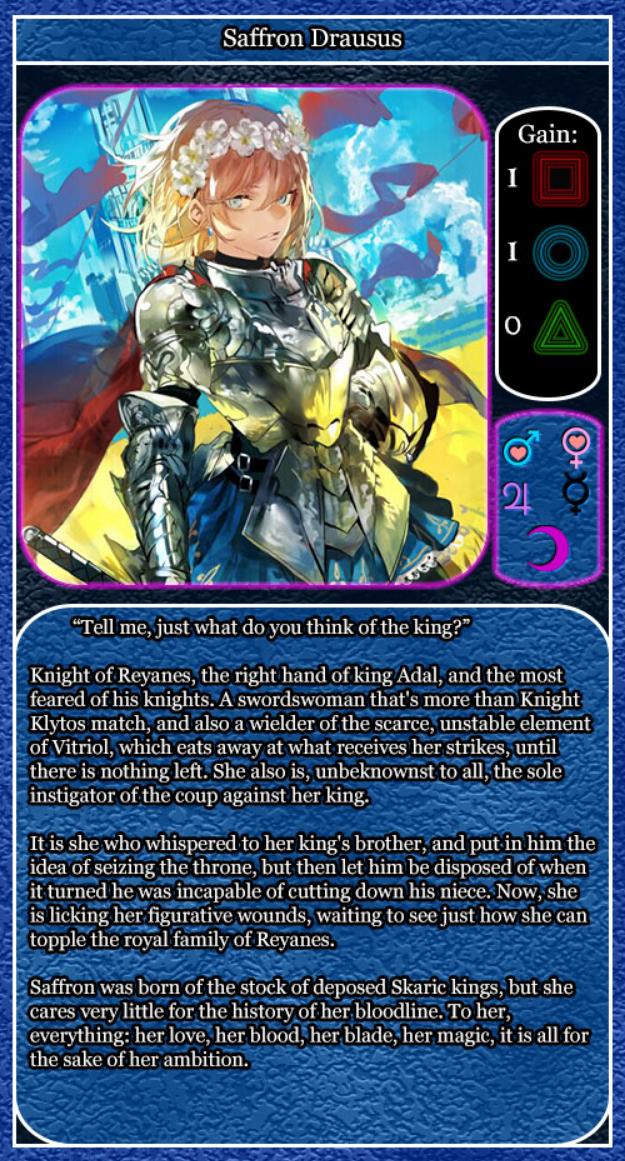 Saffron Drausus
Gain:
1
1
0
“Tell me, just what do you think of the king?”
Knight of Reyanes, the right hand of king Adal, and the most
feared of his knights. A swordswoman that's more than Knight
Klytos match, and also a wielder of the scarce, unstable element
of Vitriol, which eats away at what receives her strikes, until
there is nothing left. She also is, unbeknownst to all, the sole
instigator of the coup against her king.
It is she who whispered to her king's brother, and put in him the
idea of seizing the throne, but then let him be disposed of when
it turned he was incapable of cutting down his niece. Now, she
is licking her figurative wounds, waiting to see just how she can
topple the royal family of Reyanes.
Saffron was born of the stock of deposed Skaric kings, but she
cares very little for the history of her bloodline. To her,
everything: her love, her blood, her blade, her magic, it is all for
the sake of her ambition.